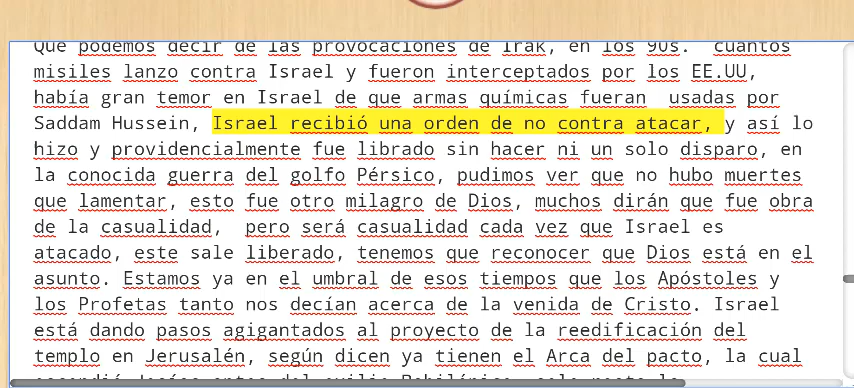 Que podemos decir de las provocaciones de Irak, en los 90s. cuantos
misiles lanzo contra Israel y fueron interceptados por los EE.UU,
había gran temor en Israel de que armas químicas fueran usadas por
Saddam Hussein, Israel recibió una orden de no contra atacar, y así lo
hizo y providencialmente fue librado sin hacer ni un solo disparo, en
la conocida guerra del golfo Pérsico, pudimos ver que no hubo muertes
que lamentar, esto fue otro milagro de Dios, muchos dirán que fue obra
de la casualidad, pero será casualidad cada vez que Israel es
atacado, este sale liberado, tenemos que reconocer que Dios está en el
asunto. Estamos ya en el umbral de esos tiempos que los Apóstoles y
los Profetas tanto nos decían acerca de la venida de Cristo. Israel
está dando pasos agigantados al proyecto de la reedificación del
templo en Jerusalén, según dicen ya tienen el Arca del pacto, la cual